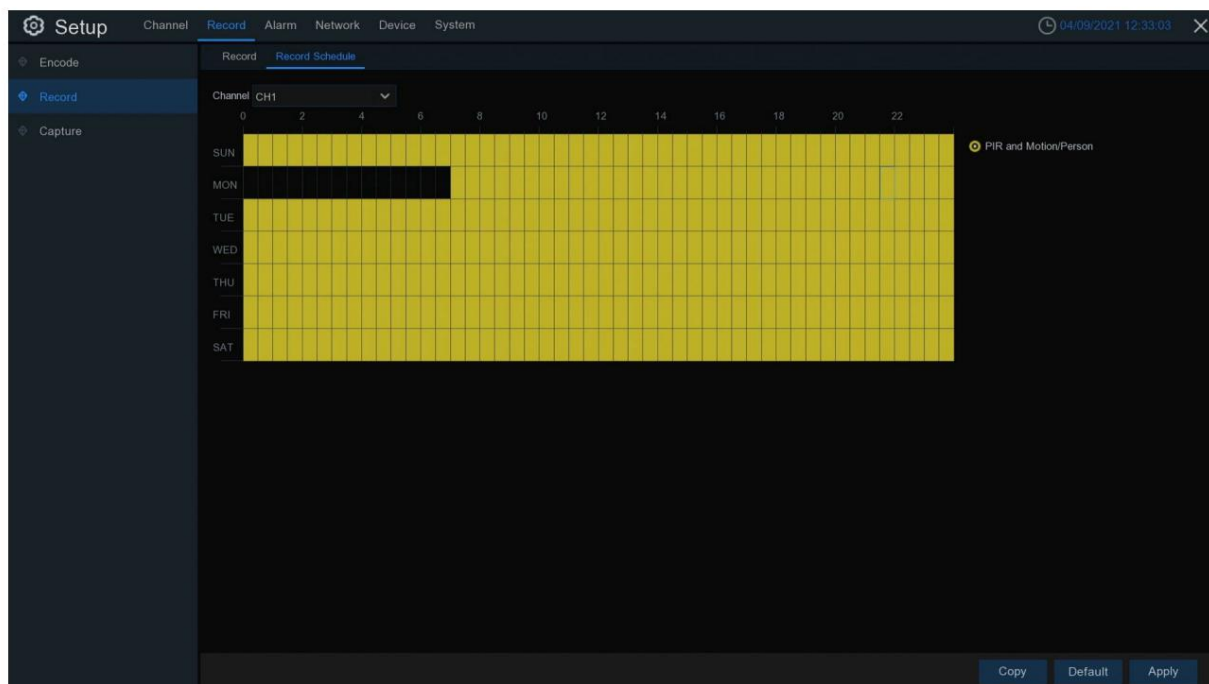 Setup Channel Record Alarm Network Device System 04/09/2021 12:33:03
Encode
Record
Capture
Record Record Schedule
Channel CH1
0 2 4 6 8 10 12 14 16 18 20 22
SUN
MON
TUE
WED
THU
FRI
SAT
PIR and Motion/Person
Copy Default Apply